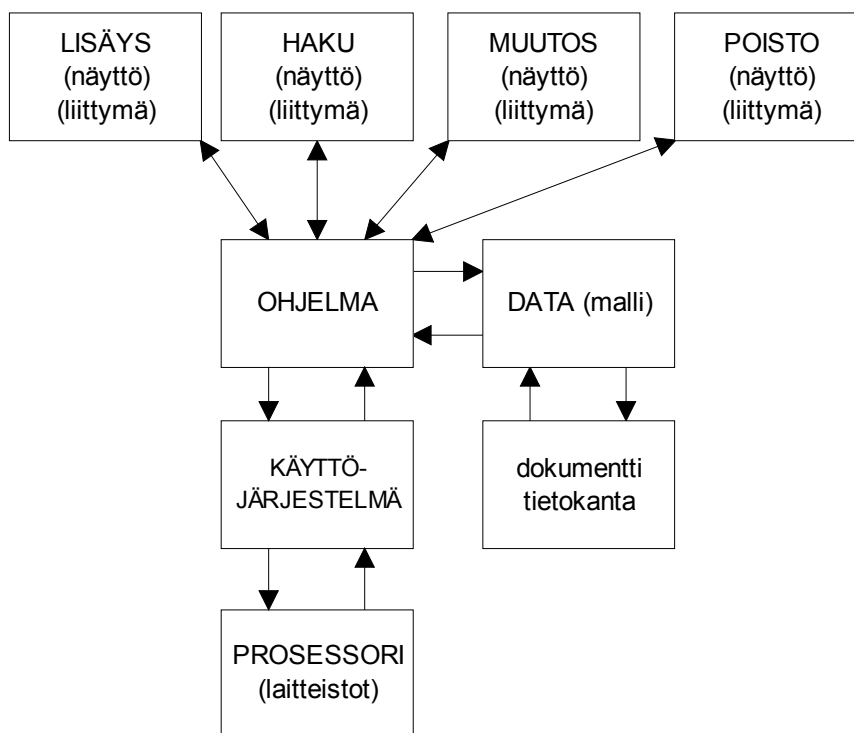 LISÄYS
(näyttö)
(liittymä)
HAKU
(näyttö)
(liittymä)
MUUTOS
(näyttö)
(liittymä)
POISTO
(näyttö)
(liittymä)
OHJELMA
DATA (malli)
KÄYTTÖ-
JÄRJESTELMÄ
dokumentti
tietokanta
PROSESSORI
(laitteistot)